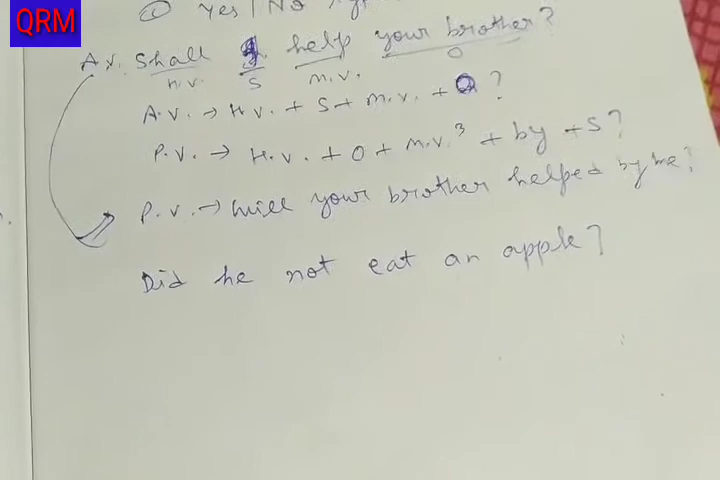 QRM
Yes / No
A.V. Shall I help your brother?
H.V. S M.V. O
A.V. → H.V. + S + M.V. + O ?
P.V. → H.V. + O + M.V.³ + by + S ?
P.V. → Will your brother helped by me?
Did he not eat an apple?